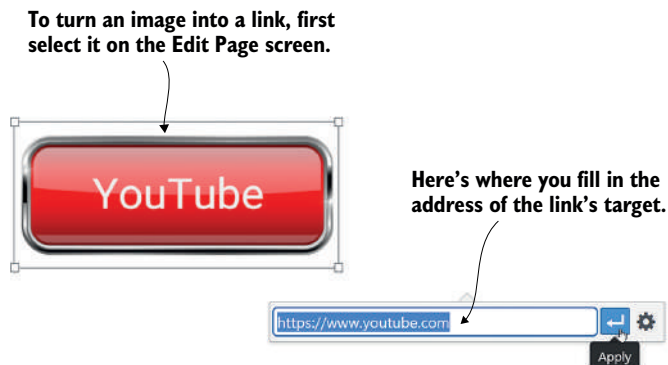 To turn an image into a link, first
select it on the Edit Page screen.
YouTube
Here's where you fill in the
address of the link's target.
https://www.youtube.com
Apply